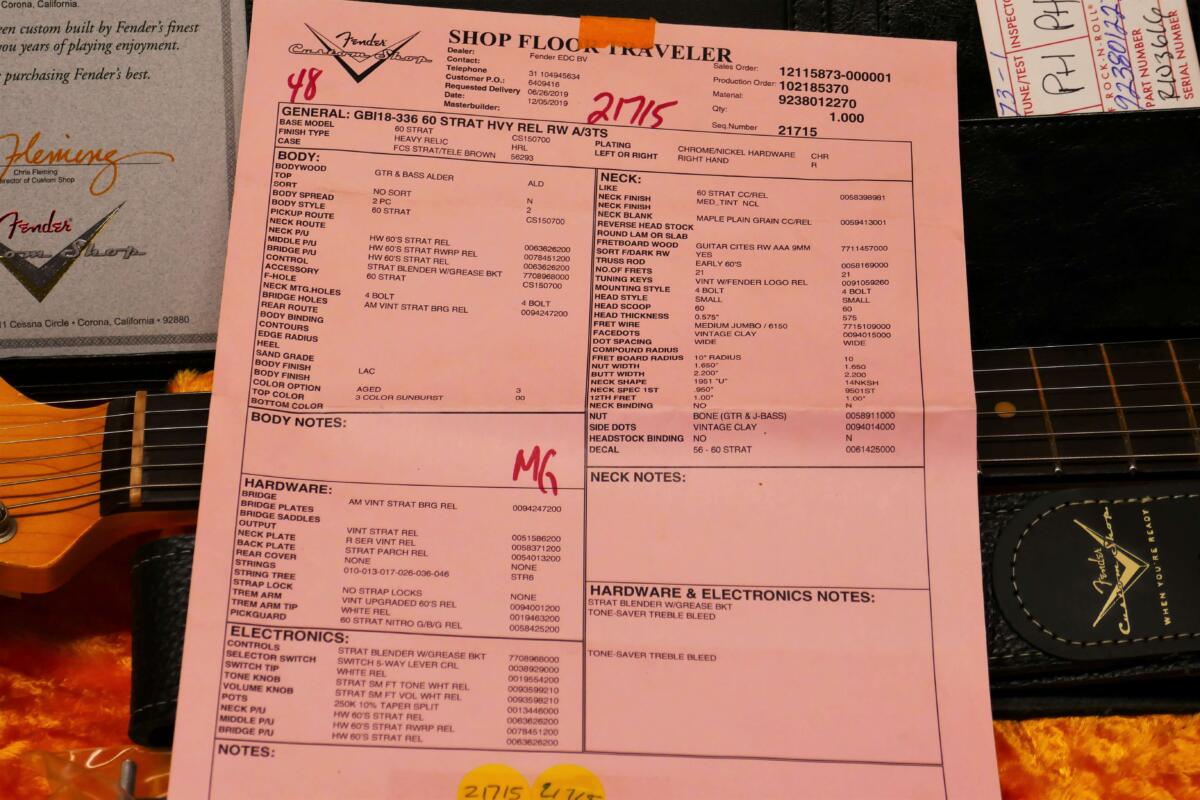 Corona, California.
een custom built by Fender's finest
ou years of playing enjoyment.
purchasing Fender's best.
Fleming
Chris Fleming
irector of Custom Shop
Fender
om Shop
11 Cessna Circle • Corona, California • 92880
Fender
Custom Shop
SHOP FLOOR TRAVELER
Dealer: Fender EDC BV
Contact:
Telephone 31 104945634
Customer P.O.: 6409416
Requested Delivery 06/26/2019
Date: 12/05/2019
Masterbuilder:
Sales Order: 12115873-000001
Production Order: 102185370
Material: 9238012270
Qty: 1.000
Seq.Number 21715
48
21715
GENERAL: GBI18-336 60 STRAT HVY REL RW A/3TS
BASE MODEL 60 STRAT CS150700
FINISH TYPE HEAVY RELIC HRL
CASE FCS STRAT/TELE BROWN 56293
PLATING CHROME/NICKEL HARDWARE CHR
LEFT OR RIGHT RIGHT HAND R
BODY:
BODYWOOD GTR & BASS ALDER ALD
TOP
SORT NO SORT N
BODY SPREAD 2 PC 2
BODY STYLE 60 STRAT CS150700
PICKUP ROUTE
NECK ROUTE
NECK P/U HW 60'S STRAT REL 0063626200
MIDDLE P/U HW 60'S STRAT RWRP REL 0078451200
BRIDGE P/U HW 60'S STRAT REL 0063626200
CONTROL STRAT BLENDER W/GREASE BKT 7708968000
ACCESSORY 60 STRAT CS150700
F-HOLE
NECK MTG.HOLES 4 BOLT 4 BOLT
BRIDGE HOLES AM VINT STRAT BRG REL 0094247200
REAR ROUTE
BODY BINDING
CONTOURS
EDGE RADIUS
HEEL
SAND GRADE
BODY FINISH LAC
BODY FINISH
COLOR OPTION AGED 3
TOP COLOR 3 COLOR SUNBURST 00
BOTTOM COLOR
BODY NOTES:
MG
HARDWARE:
BRIDGE AM VINT STRAT BRG REL 0094247200
BRIDGE PLATES
BRIDGE SADDLES
OUTPUT VINT STRAT REL 0051586200
NECK PLATE R SER VINT REL 0058371200
BACK PLATE STRAT PARCH REL 0054013200
REAR COVER NONE NONE
STRINGS 010-013-017-026-036-046 STR6
STRING TREE
STRAP LOCK NO STRAP LOCKS NONE
TREM ARM VINT UPGRADED 60'S REL 0094001200
TREM ARM TIP WHITE REL 0019463200
PICKGUARD 60 STRAT NITRO G/B/G REL 0058425200
ELECTRONICS:
CONTROLS STRAT BLENDER W/GREASE BKT 7708968000
SELECTOR SWITCH SWITCH 5-WAY LEVER CRL 0038929000
SWITCH TIP WHITE REL 0019554200
TONE KNOB STRAT SM FT TONE WHT REL 0093599210
VOLUME KNOB STRAT SM FT VOL WHT REL 0093598210
POTS 250K 10% TAPER SPLIT 0013446000
NECK P/U HW 60'S STRAT REL 0063626200
MIDDLE P/U HW 60'S STRAT RWRP REL 0078451200
BRIDGE P/U HW 60'S STRAT REL 0063626200
NOTES:
21715 21715
NECK:
LIKE 60 STRAT CC/REL 0058398981
NECK FINISH MED_TINT NCL
NECK FINISH
NECK BLANK MAPLE PLAIN GRAIN CC/REL 0059413001
REVERSE HEAD STOCK
ROUND LAM OR SLAB
FRETBOARD WOOD GUITAR CITES RW AAA 9MM 7711457000
SORT F/DARK RW YES
TRUSS ROD EARLY 60'S 0058169000
NO.OF FRETS 21 21
TUNING KEYS VINT W/FENDER LOGO REL 0091059260
MOUNTING STYLE 4 BOLT 4 BOLT
HEAD STYLE SMALL SMALL
HEAD SCOOP 60 60
HEAD THICKNESS 0.575" 575
FRET WIRE MEDIUM JUMBO / 6150 7715109000
FACEDOTS VINTAGE CLAY 0094015000
DOT SPACING WIDE WIDE
COMPOUND RADIUS
FRET BOARD RADIUS 10" RADIUS 10
NUT WIDTH 1.650" 1.650
BUTT WIDTH 2.200" 2.200
NECK SHAPE 1951 "U" 14NKSH
NECK SPEC 1ST .950" 9501ST
12TH FRET 1.00" 1.00"
NECK BINDING NO N
NUT BONE (GTR & J-BASS) 0058911000
SIDE DOTS VINTAGE CLAY 0094014000
HEADSTOCK BINDING NO N
DECAL 56 - 60 STRAT 0061425000
NECK NOTES:
HARDWARE & ELECTRONICS NOTES:
STRAT BLENDER W/GREASE BKT
TONE-SAVER TREBLE BLEED
TONE-SAVER TREBLE BLEED
TUNE/TEST INSPECTOR
PH PH
ROCK-N-ROLL
PART NUMBER
R103666
SERIAL NUMBER
Fender
Custom Shop
WHEN YOU'RE READY